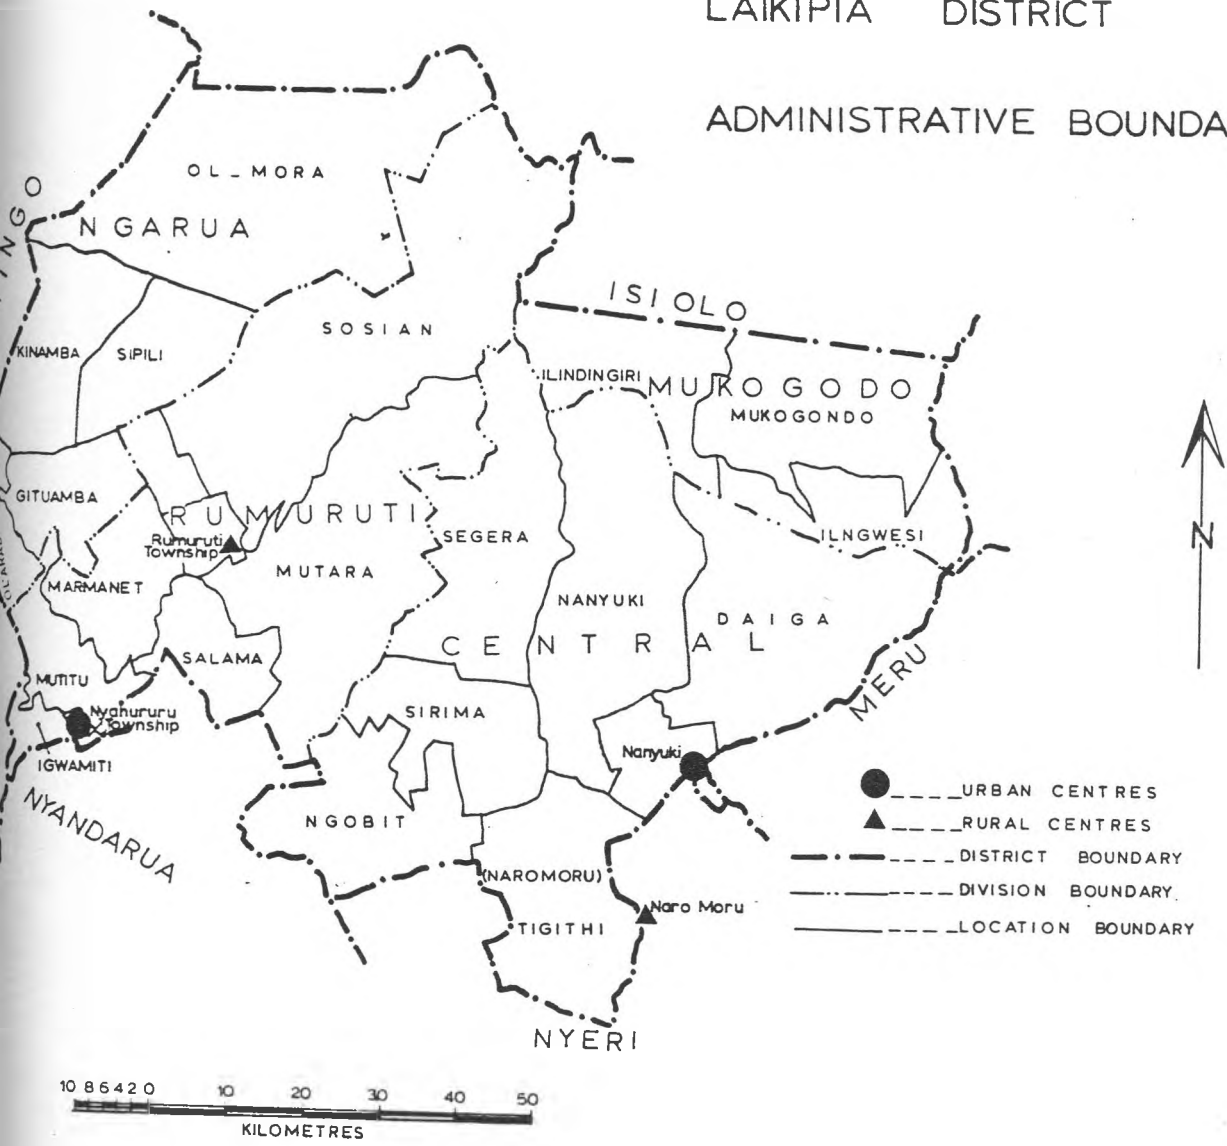 LAIKIPIA DISTRICT
ADMINISTRATIVE BOUNDA
OL_MORA
NGARUA
INGO
ISIOLO
SOSIAN
KINAMBA
SIPILI
ILINDINGIRI
MUKOGODO
MUKOGONDO
GITUAMBA
RUMURUTI
Rumuruti
Township
SEGERA
ILNGWESI
N
MUTARA
MARMANET
NANYUKI
DAIGA
CENTRAL
SALAMA
MERU
MUTITU
SIRIMA
Nyahururu
Township
Nanyuki
IGWAMITI
NYANDARUA
NGOBIT
URBAN CENTRES
RURAL CENTRES
DISTRICT BOUNDARY
DIVISION BOUNDARY
LOCATION BOUNDARY
(NAROMORU)
Naro Moru
TIGITHI
NYERI
10 8 6 4 2 0 10 20 30 40 50
KILOMETRES